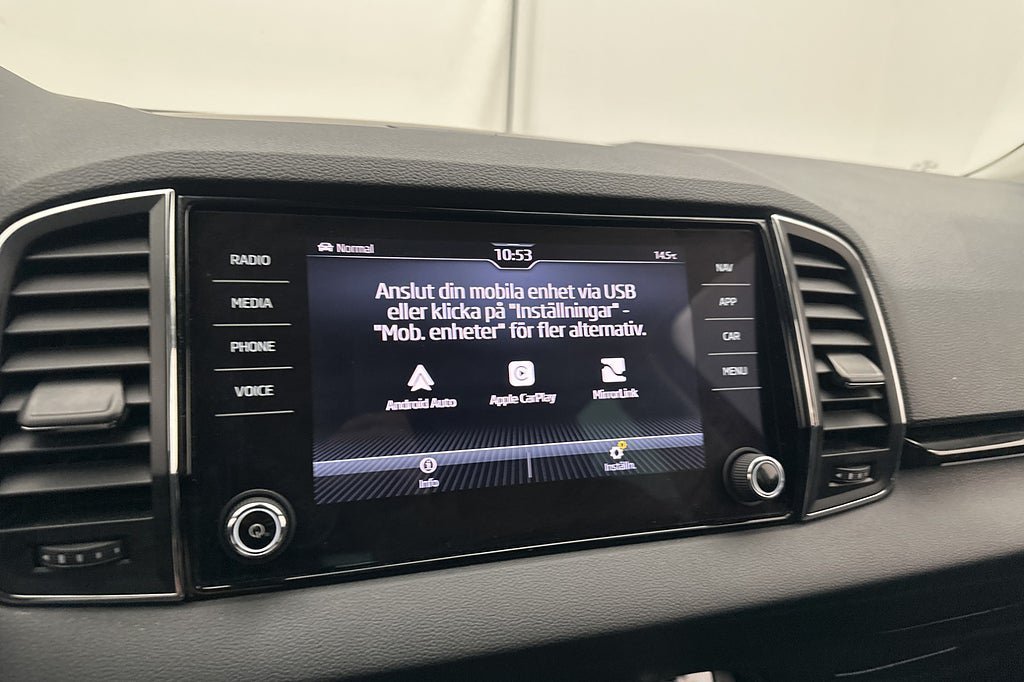 RADIO
MEDIA
PHONE
VOICE
Normal
10:53
14.5°C
Anslut din mobila enhet via USB
eller klicka på "Inställningar" -
"Mob. enheter" för fler alternativ.
Android Auto
Apple CarPlay
MirrorLink
Info
Inställn.
NAV
APP
CAR
MENU